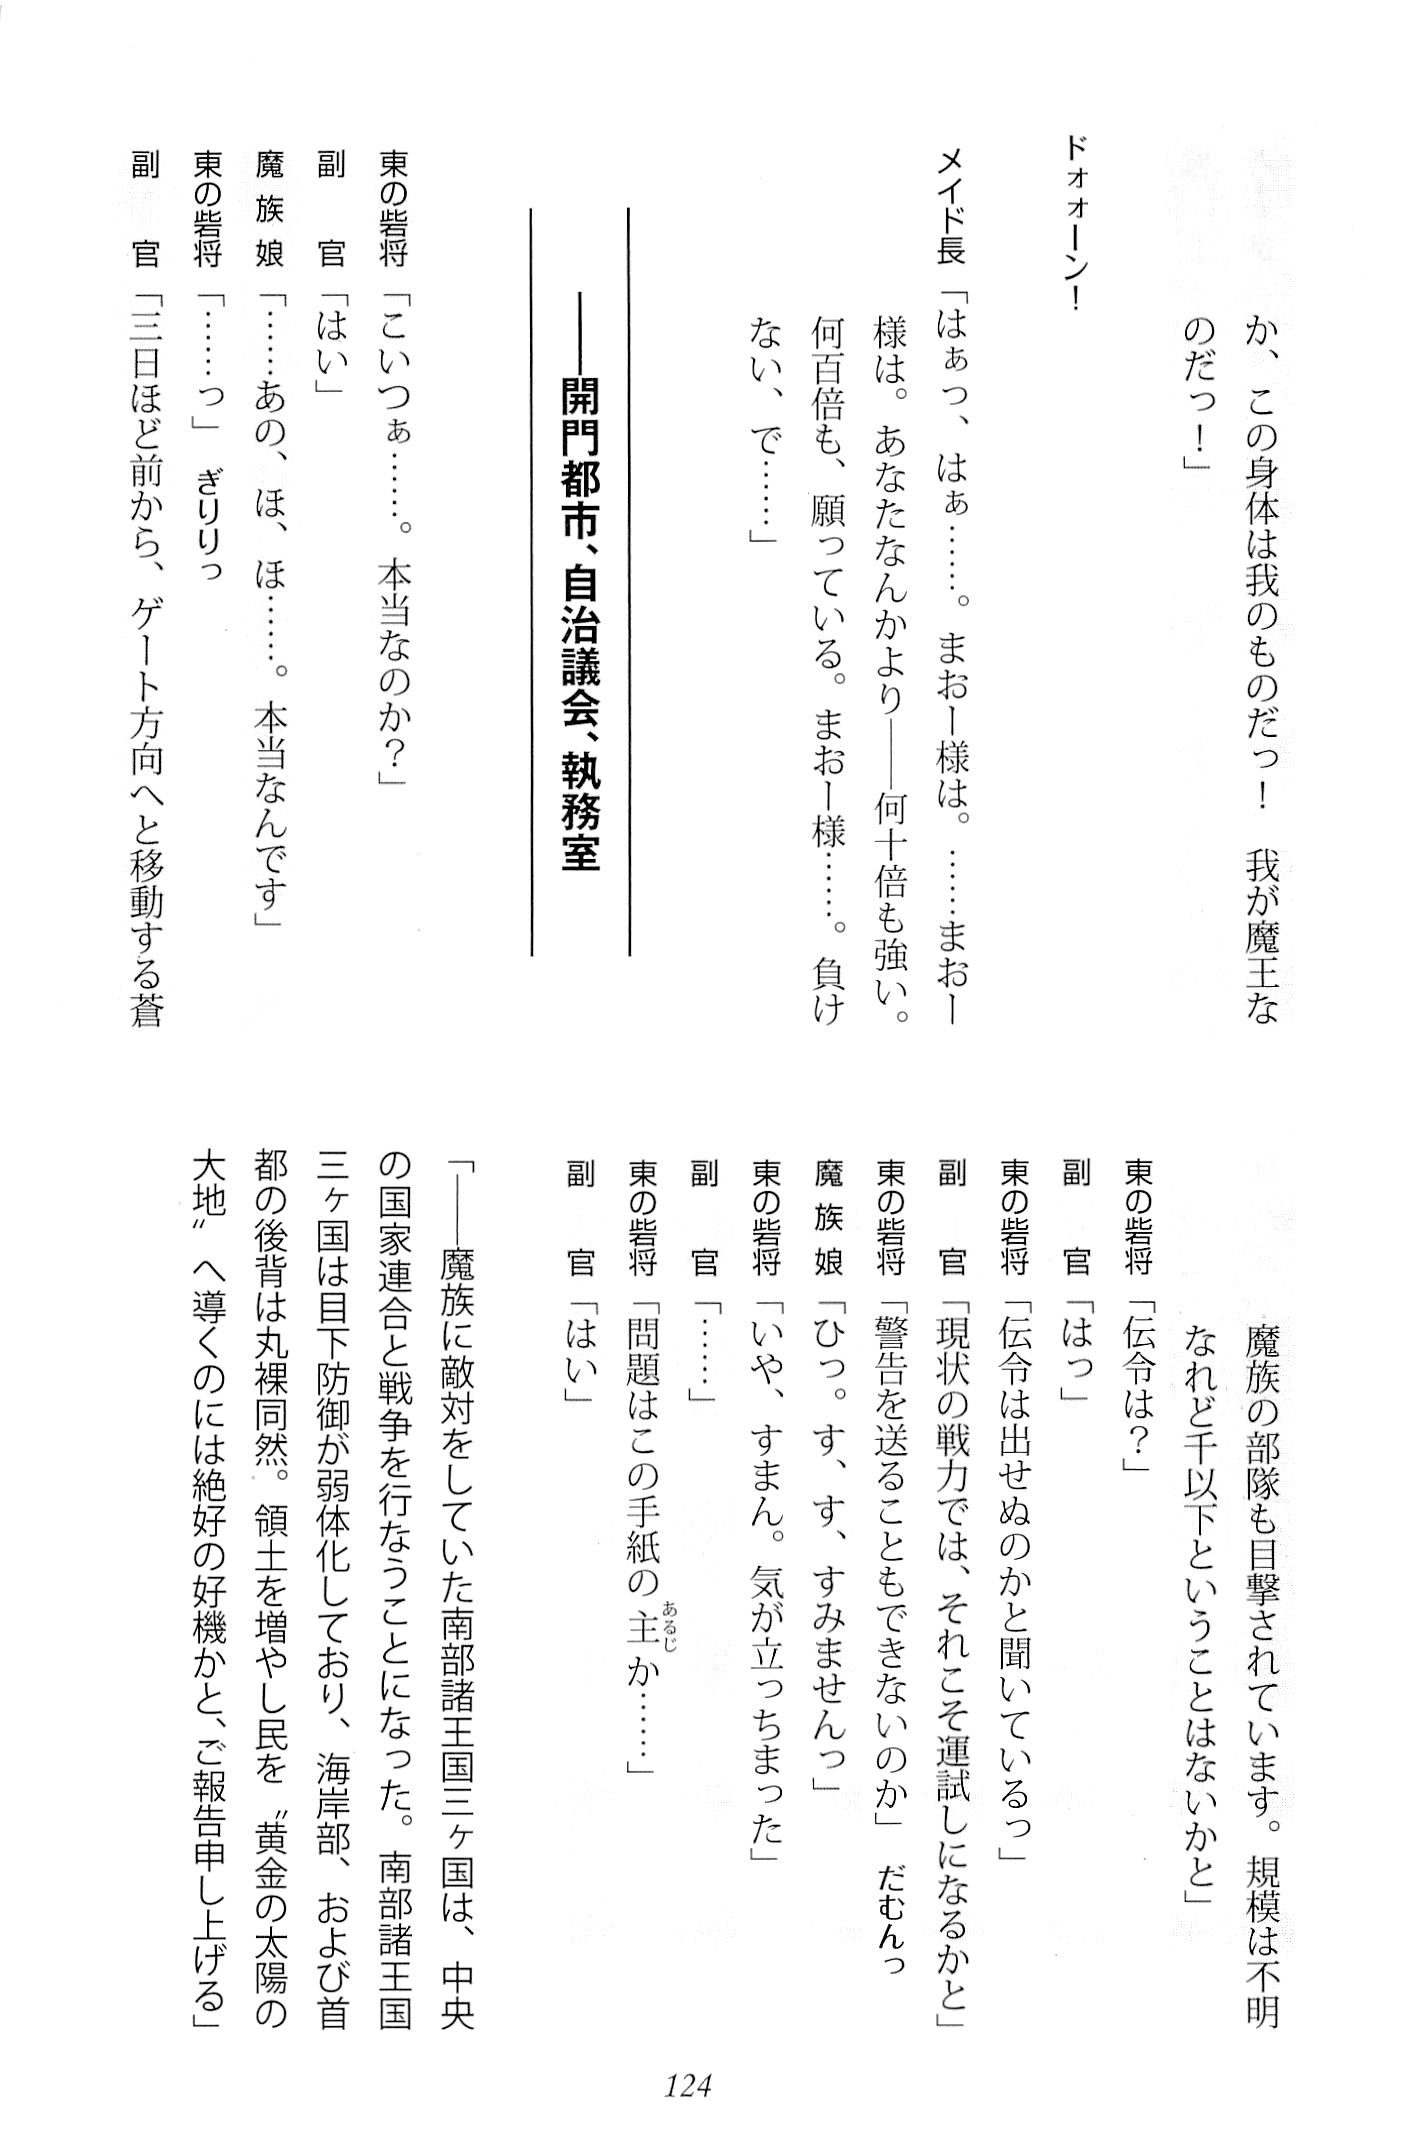 か、この身体は我のものだっ！　我が魔王な
のだっ！」
ドォォーン！
メイド長「はぁっ、はぁ……。まおー様は。……まおー
様は。あなたなんかより――何十倍も強い。
何百倍も、願っている。まおー様……。負け
ない、で……」
――開門都市、自治議会、執務室
東の砦将「こいつぁ……。本当なのか？」
副　官「はい」
魔族娘「……あの、ほ、ほ……。本当なんです」
東の砦将「……っ」　ぎりりっ
副　官「三日ほど前から、ゲート方向へと移動する蒼
魔族の部隊も目撃されています。規模は不明
なれど千以下ということはないかと」
東の砦将「伝令は？」
副　官「はっ」
東の砦将「伝令は出せぬのかと聞いているっ」
副　官「現状の戦力では、それこそ運試しになるかと」
東の砦将「警告を送ることもできないのか」　だむんっ
魔族娘「ひっ。す、す、すみませんっ」
東の砦将「いや、すまん。気が立っちまった」
副　官「……」
東の砦将「問題はこの手紙の主か……」
あるじ
副　官「はい」
「――魔族に敵対をしていた南部諸王国三ヶ国は、中央
の国家連合と戦争を行なうことになった。南部諸王国
三ヶ国は目下防御が弱体化しており、海岸部、および首
都の後背は丸裸同然。領土を増やし民を〝黄金の太陽の
大地〟へ導くのには絶好の好機かと、ご報告申し上げる」
124